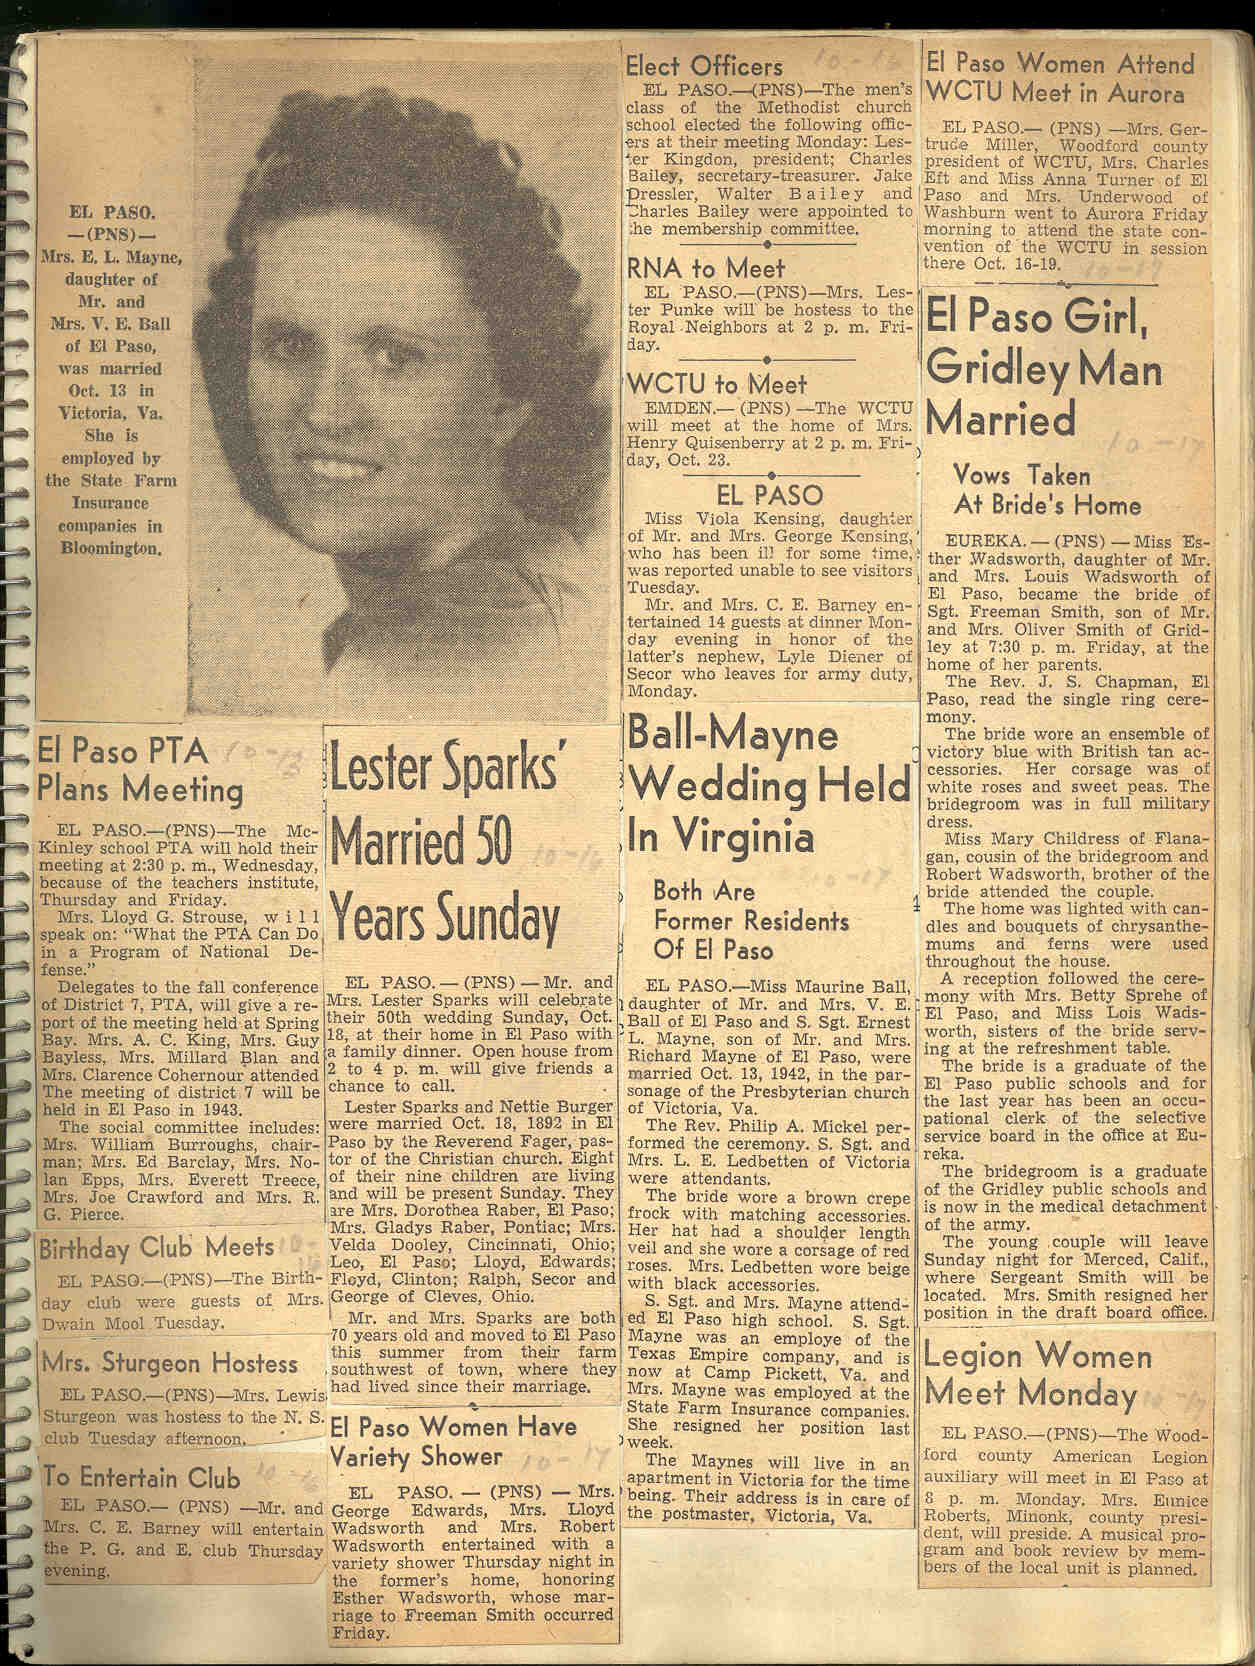 EL PASO.
—(PNS)—
Mrs. E. L. Mayne,
daughter of
Mr. and
Mrs. V. E. Ball
of El Paso,
was married
Oct. 13 in
Victoria, Va.
She is
employed by
the State Farm
Insurance
companies in
Bloomington.
El Paso PTA
Plans Meeting
EL PASO.—(PNS)—The Mc-
Kinley school PTA will hold their
meeting at 2:30 p. m., Wednesday,
because of the teachers institute,
Thursday and Friday.
Mrs. Lloyd G. Strouse, will
speak on: "What the PTA Can Do
in a Program of National De-
fense."
Delegates to the fall conference
of District 7, PTA, will give a re-
port of the meeting held at Spring
Bay. Mrs. A. C. King, Mrs. Guy
Bayless, Mrs. Millard Blan and
Mrs. Clarence Cohernour attended
The meeting of district 7 will be
held in El Paso in 1943.
The social committee includes:
Mrs. William Burroughs, chair-
man; Mrs. Ed Barclay, Mrs. No-
lan Epps, Mrs. Everett Treece,
Mrs. Joe Crawford and Mrs. R.
G. Pierce.
Birthday Club Meets
EL PASO.—(PNS)—The Birth-
day club were guests of Mrs.
Dwain Mool Tuesday.
Mrs. Sturgeon Hostess
EL PASO.—(PNS)—Mrs. Lewis
Sturgeon was hostess to the N. S.
club Tuesday afternoon.
To Entertain Club
10-16
EL PASO.— (PNS) —Mr. and
Mrs. C. E. Barney will entertain
the P. G. and E. club Thursday
evening.
Lester Sparks'
Married 50
10-16
Years Sunday
EL PASO. — (PNS) — Mr. and
Mrs. Lester Sparks will celebrate
their 50th wedding Sunday, Oct.
18, at their home in El Paso with
a family dinner. Open house from
2 to 4 p. m. will give friends a
chance to call.
Lester Sparks and Nettie Burger
were married Oct. 18, 1892 in El
Paso by the Reverend Fager, pas-
tor of the Christian church. Eight
of their nine children are living
and will be present Sunday. They
are Mrs. Dorothea Raber, El Paso;
Mrs. Gladys Raber, Pontiac; Mrs.
Velda Dooley, Cincinnati, Ohio;
Leo, El Paso; Lloyd, Edwards;
Floyd, Clinton; Ralph, Secor and
George of Cleves, Ohio.
Mr. and Mrs. Sparks are both
70 years old and moved to El Paso
this summer from their farm
southwest of town, where they
had lived since their marriage.
El Paso Women Have
Variety Shower
10-17
EL PASO. — (PNS) — Mrs.
George Edwards, Mrs. Lloyd
Wadsworth and Mrs. Robert
Wadsworth entertained with a
variety shower Thursday night in
the former's home, honoring
Esther Wadsworth, whose mar-
riage to Freeman Smith occurred
Friday.
Elect Officers
10-16
EL PASO.—(PNS)—The men's
class of the Methodist church
school elected the following offic-
ers at their meeting Monday: Les-
ter Kingdon, president; Charles
Bailey, secretary-treasurer. Jake
Dressler, Walter Bailey and
Charles Bailey were appointed to
the membership committee.
RNA to Meet
EL PASO.—(PNS)—Mrs. Les-
ter Punke will be hostess to the
Royal Neighbors at 2 p. m. Fri-
day.
WCTU to Meet
EMDEN.— (PNS) —The WCTU
will meet at the home of Mrs.
Henry Quisenberry at 2 p. m. Fri-
day, Oct. 23.
EL PASO
Miss Viola Kensing, daughter
of Mr. and Mrs. George Kensing,
who has been ill for some time,
was reported unable to see visitors
Tuesday.
Mr. and Mrs. C. E. Barney en-
tertained 14 guests at dinner Mon-
day evening in honor of the
latter's nephew, Lyle Diener of
Secor who leaves for army duty,
Monday.
Ball-Mayne
Wedding Held
In Virginia
10-17
Both Are
Former Residents
Of El Paso
EL PASO.—Miss Maurine Ball,
daughter of Mr. and Mrs. V. E.
Ball of El Paso and S. Sgt. Ernest
L. Mayne, son of Mr. and Mrs.
Richard Mayne of El Paso, were
married Oct. 13, 1942, in the par-
sonage of the Presbyterian church
of Victoria, Va.
The Rev. Philip A. Mickel per-
formed the ceremony. S. Sgt. and
Mrs. L. E. Ledbetten of Victoria
were attendants.
The bride wore a brown crepe
frock with matching accessories.
Her hat had a shoulder length
veil and she wore a corsage of red
roses. Mrs. Ledbetten wore beige
with black accessories.
S. Sgt. and Mrs. Mayne attend-
ed El Paso high school. S. Sgt.
Mayne was an employe of the
Texas Empire company, and is
now at Camp Pickett, Va. and
Mrs. Mayne was employed at the
State Farm Insurance companies.
She resigned her position last
week.
The Maynes will live in an
apartment in Victoria for the time
being. Their address is in care of
the postmaster, Victoria, Va.
El Paso Women Attend
WCTU Meet in Aurora
EL PASO.— (PNS) —Mrs. Ger-
trude Miller, Woodford county
president of WCTU, Mrs. Charles
Eft and Miss Anna Turner of El
Paso and Mrs. Underwood of
Washburn went to Aurora Friday
morning to attend the state con-
vention of the WCTU in session
there Oct. 16-19.
10-17
El Paso Girl,
Gridley Man
Married
10-17
Vows Taken
At Bride's Home
EUREKA. — (PNS) — Miss Es-
ther Wadsworth, daughter of Mr.
and Mrs. Louis Wadsworth of
El Paso, became the bride of
Sgt. Freeman Smith, son of Mr.
and Mrs. Oliver Smith of Grid-
ley at 7:30 p. m. Friday, at the
home of her parents.
The Rev. J. S. Chapman, El
Paso, read the single ring cere-
mony.
The bride wore an ensemble of
victory blue with British tan ac-
cessories. Her corsage was of
white roses and sweet peas. The
bridegroom was in full military
dress.
Miss Mary Childress of Flana-
gan, cousin of the bridegroom and
Robert Wadsworth, brother of the
bride attended the couple.
The home was lighted with can-
dles and bouquets of chrysanthe-
mums and ferns were used
throughout the house.
A reception followed the cere-
mony with Mrs. Betty Sprehe of
El Paso, and Miss Lois Wads-
worth, sisters of the bride serv-
ing at the refreshment table.
The bride is a graduate of the
El Paso public schools and for
the last year has been an occu-
pational clerk of the selective
service board in the office at Eu-
reka.
The bridegroom is a graduate
of the Gridley public schools and
is now in the medical detachment
of the army.
The young couple will leave
Sunday night for Merced, Calif.,
where Sergeant Smith will be
located. Mrs. Smith resigned her
position in the draft board office.
Legion Women
Meet Monday
10-17
EL PASO.—(PNS)—The Wood-
ford county American Legion
auxiliary will meet in El Paso at
8 p. m. Monday. Mrs. Eunice
Roberts, Minonk, county presi-
dent, will preside. A musical pro-
gram and book review by mem-
bers of the local unit is planned.